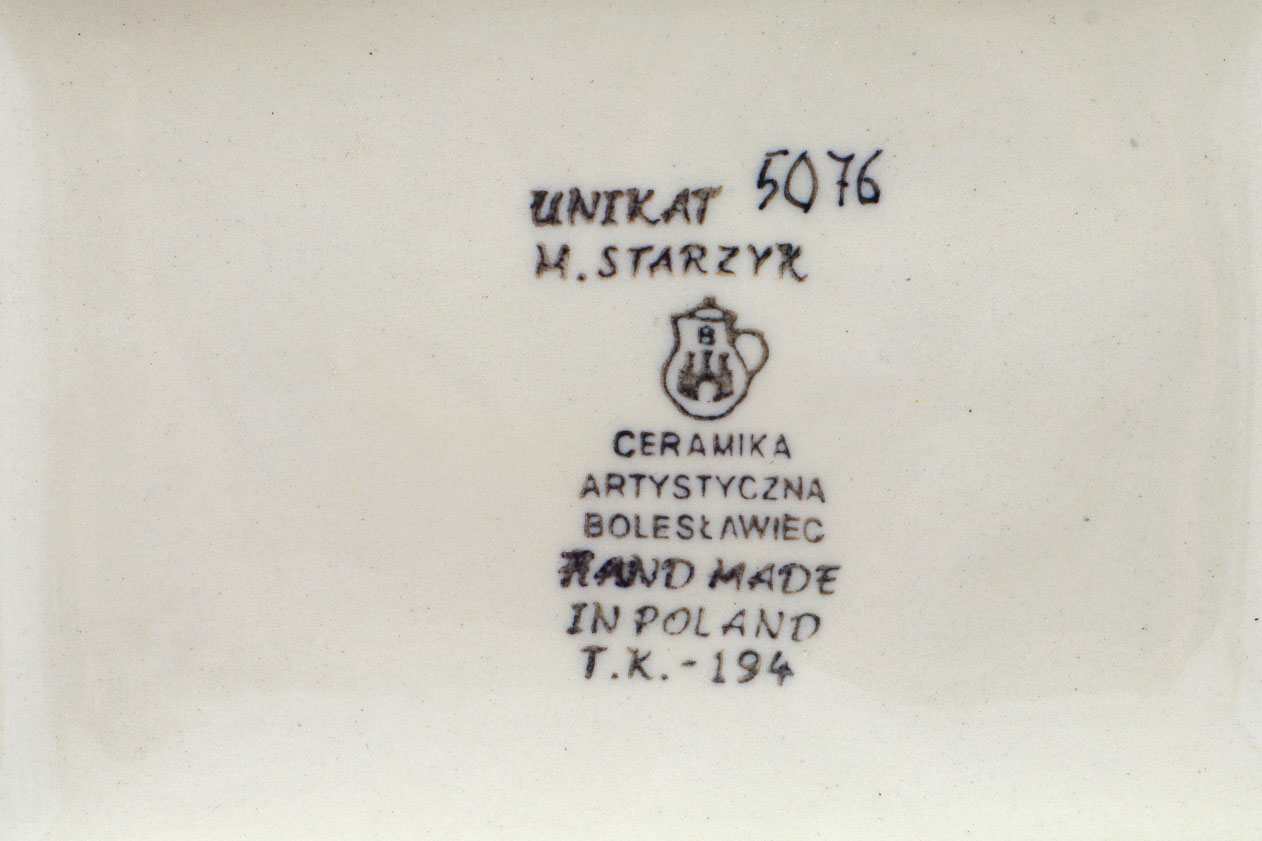 UNIKAT 5076
M. STARZYK
B
CERAMIKA
ARTYSTYCZNA
BOLESŁAWIEC
HAND MADE
IN POLAND
T.K.-194